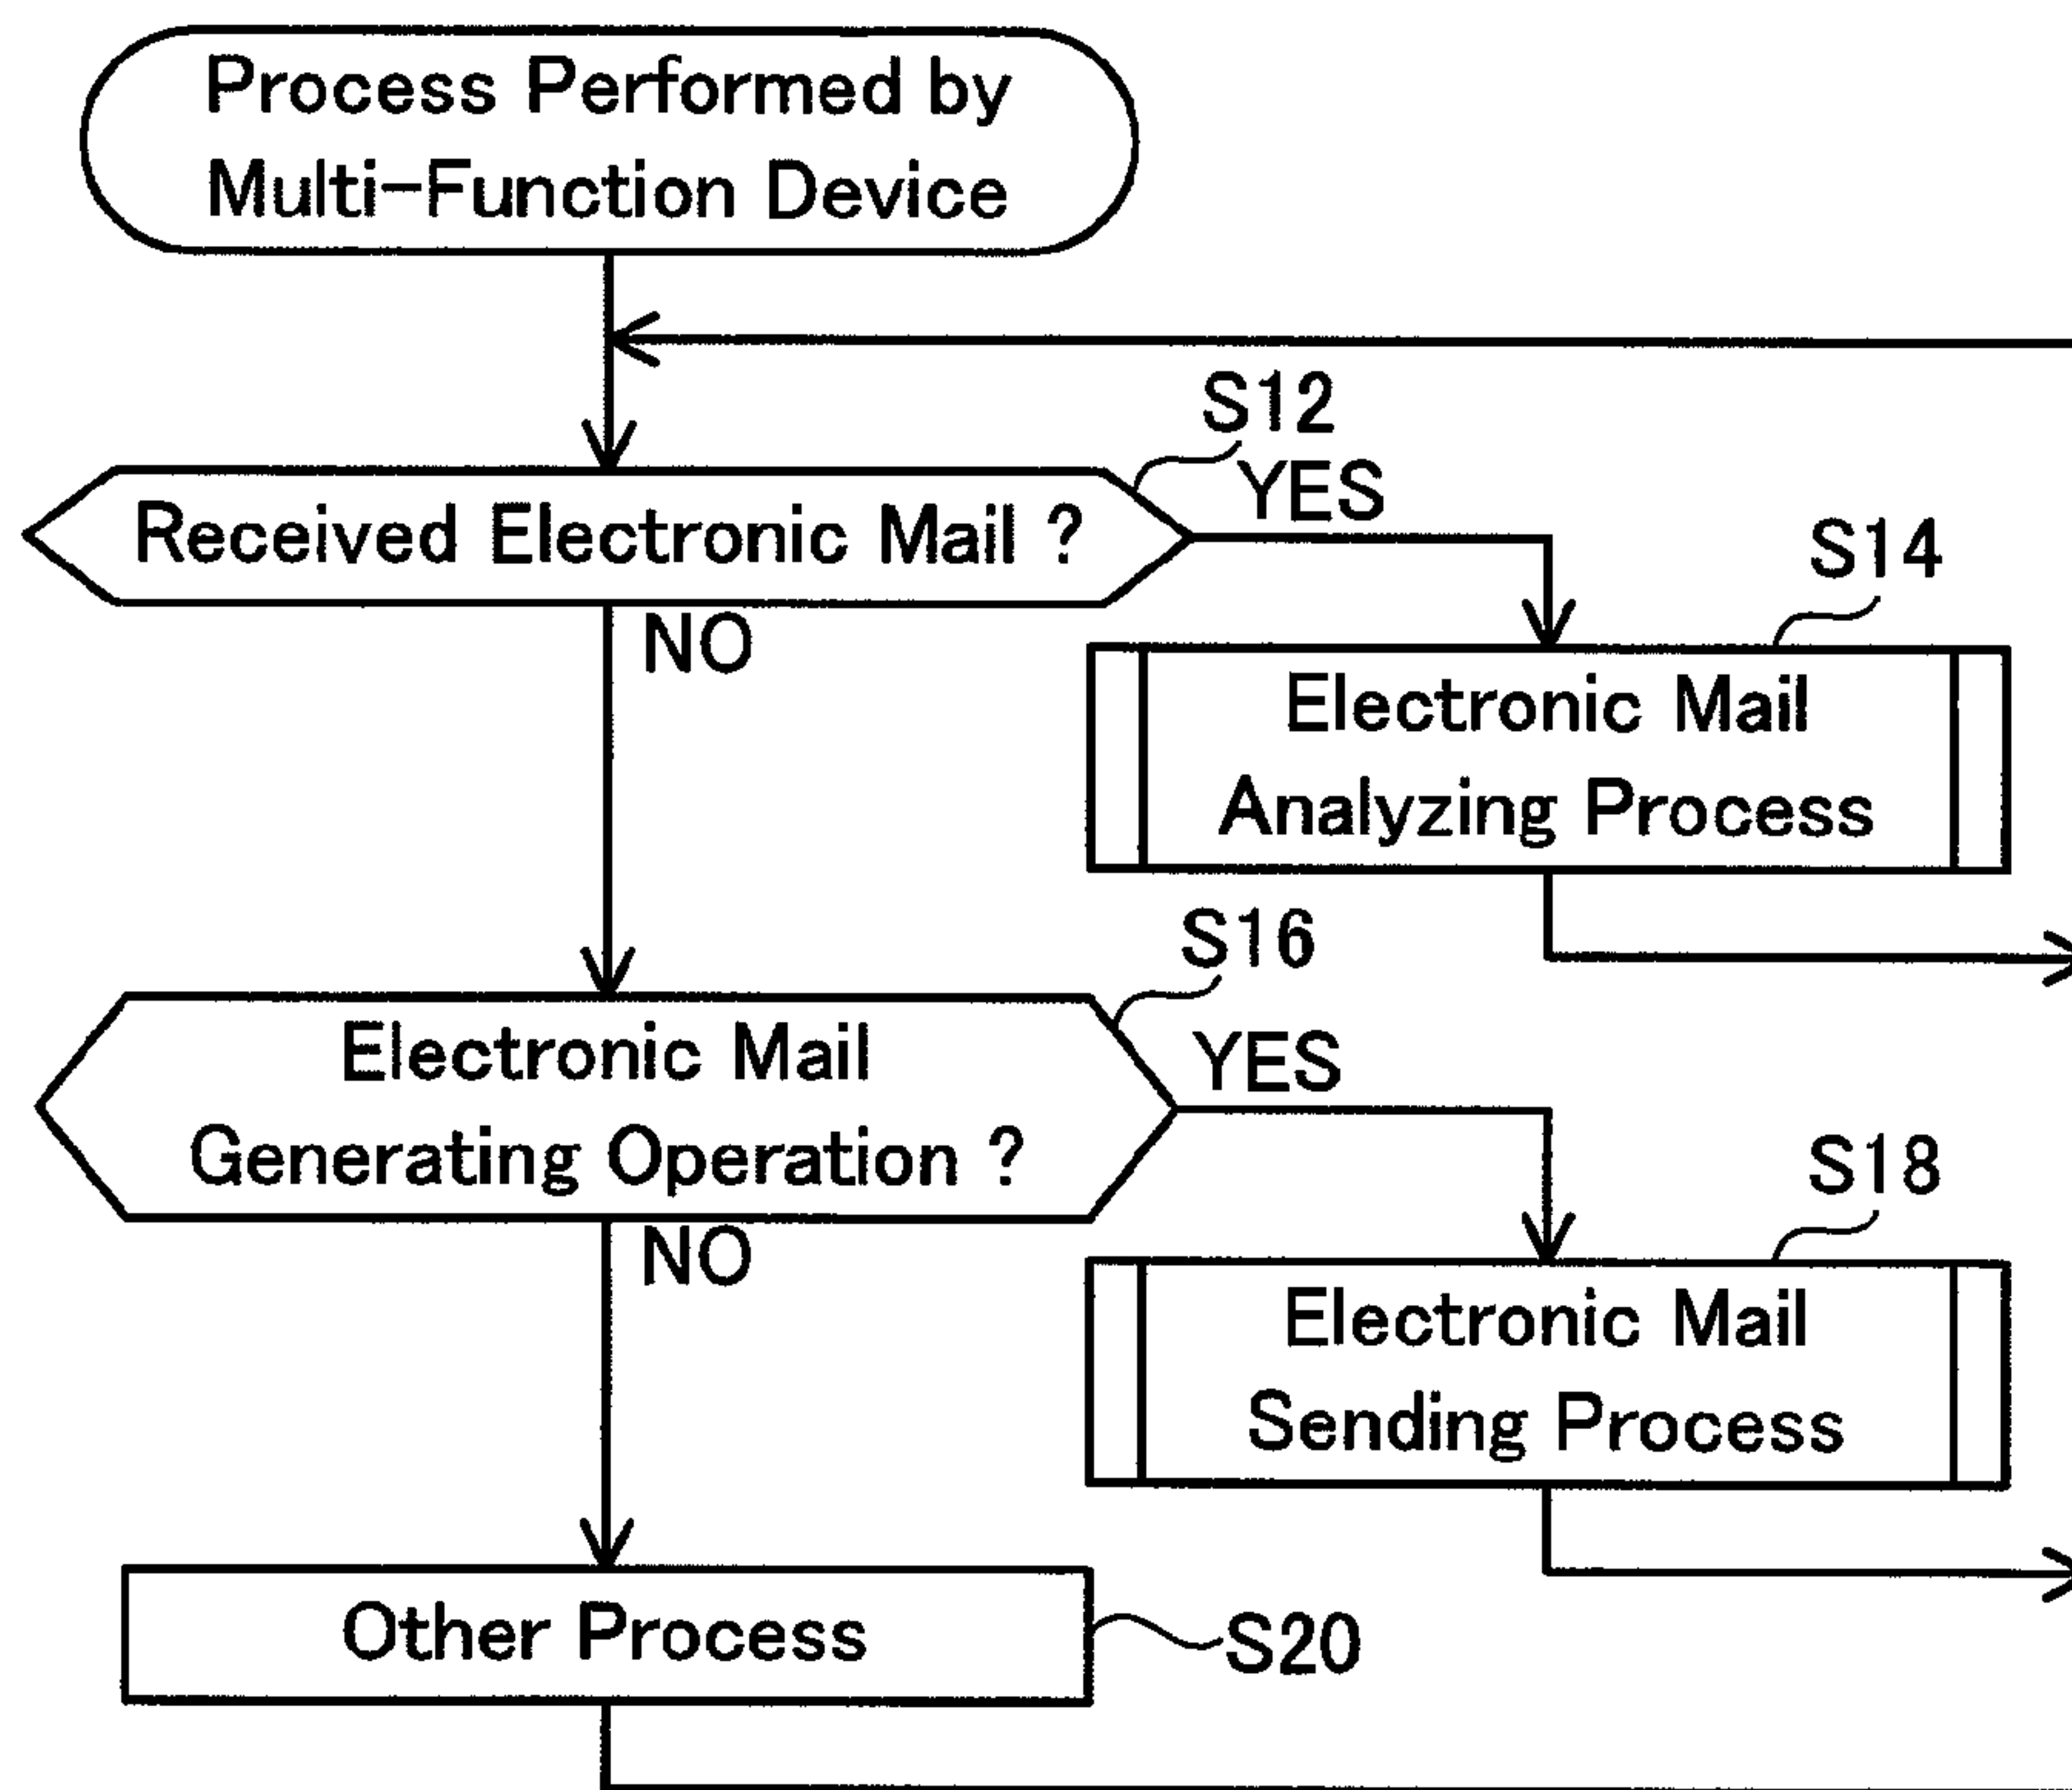 Process Performed by
Multi-Function Device
S12
Received Electronic Mail ?
YES
NO
S14
Electronic Mail
Analyzing Process
S16
Electronic Mail
Generating Operation ?
YES
NO
S18
Electronic Mail
Sending Process
Other Process
S20